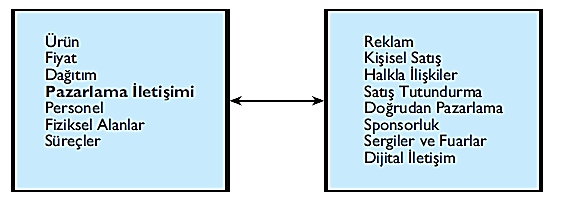 Ürün
Fiyat
Dağıtım
Pazarlama İletişimi
Personel
Fiziksel Alanlar
Süreçler
Reklam
Kişisel Satış
Halkla İlişkiler
Satış Tutundurma
Doğrudan Pazarlama
Sponsorluk
Sergiler ve Fuarlar
Dijital İletişim